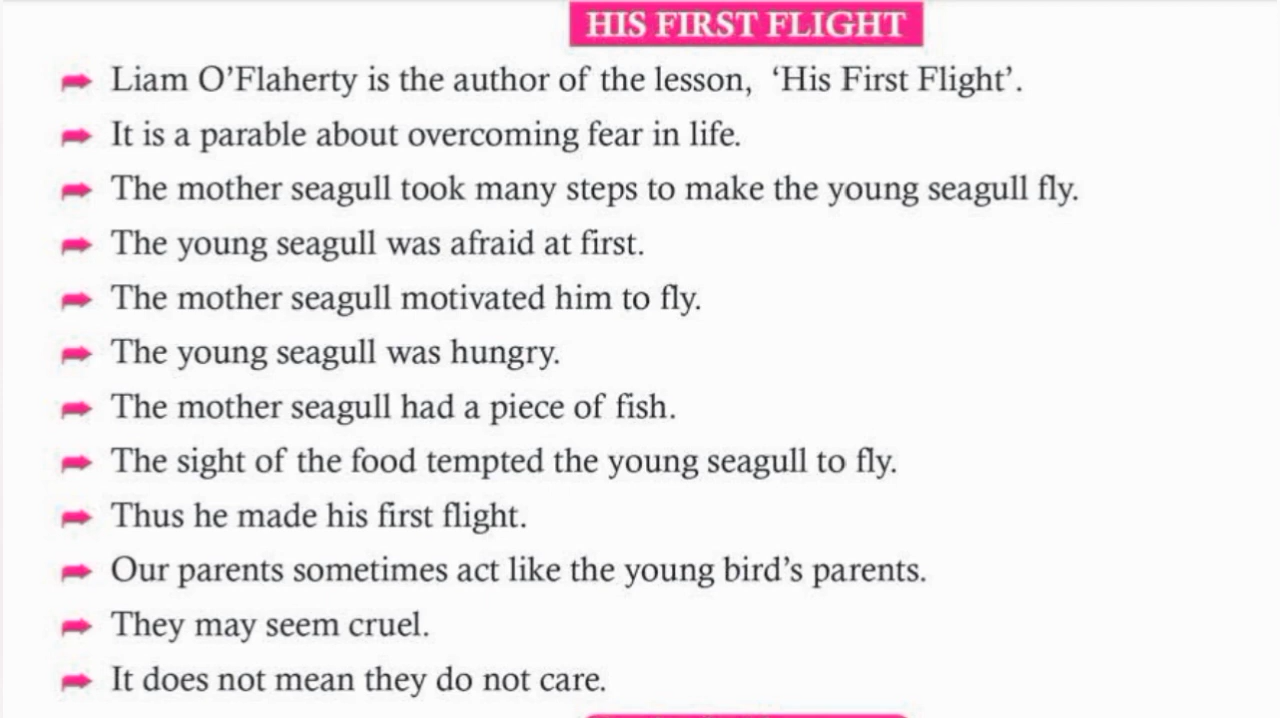 HIS FIRST FLIGHT
Liam O’Flaherty is the author of the lesson, ‘His First Flight’.
It is a parable about overcoming fear in life.
The mother seagull took many steps to make the young seagull fly.
The young seagull was afraid at first.
The mother seagull motivated him to fly.
The young seagull was hungry.
The mother seagull had a piece of fish.
The sight of the food tempted the young seagull to fly.
Thus he made his first flight.
Our parents sometimes act like the young bird’s parents.
They may seem cruel.
It does not mean they do not care.